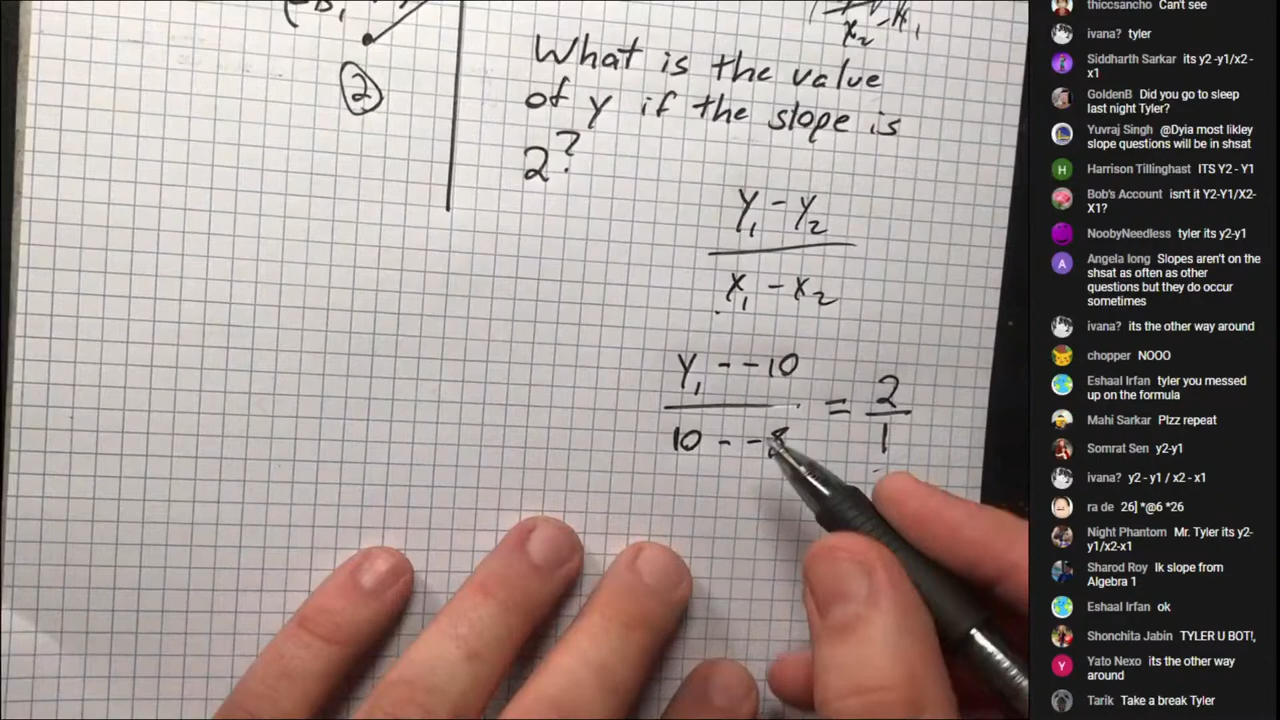 What is the value
of y if the slope is
2?
2
y1 - y2
x1 - x2
y1 - -10
10 - -8
= 2
1
x2 - x1
thiccsancho Can't see
ivana? tyler
Siddharth Sarkar its y2 -y1/x2 -
x1
GoldenB Did you go to sleep
last night Tyler?
Yuvraj Singh @Dyia most likley
slope questions will be in shsat
Harrison Tillinghast ITS Y2 - Y1
Bob's Account isn't it Y2-Y1/X2-
X1?
NoobyNeedless tyler its y2-y1
Angela Iong Slopes aren't on the
shsat as often as other
questions but they do occur
sometimes
ivana? its the other way around
chopper NOOO
Eshaal Irfan tyler you messed
up on the formula
Mahi Sarkar Plzz repeat
Somrat Sen y2-y1
ivana? y2 - y1 / x2 - x1
ra de 26] *@6 *26
Night Phantom Mr. Tyler its y2-
y1/x2-x1
Sharod Roy Ik slope from
Algebra 1
Eshaal Irfan ok
Shonchita Jabin TYLER U BOT!,
Yato Nexo its the other way
around
Tarik Take a break Tyler